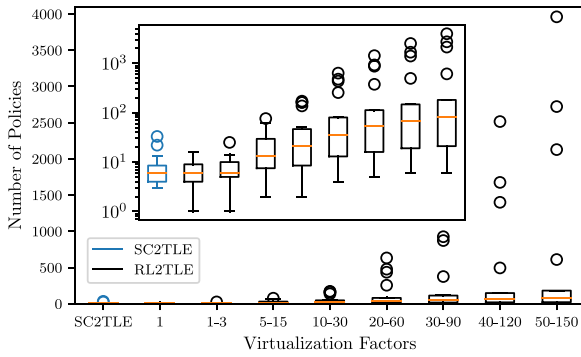 4000
3500
3000
2500
2000
1500
1000
500
0
Number of Policies
10³
10²
10¹
10⁰
SC2TLE
RL2TLE
SC2TLE 1 1-3 5-15 10-30 20-60 30-90 40-120 50-150
Virtualization Factors